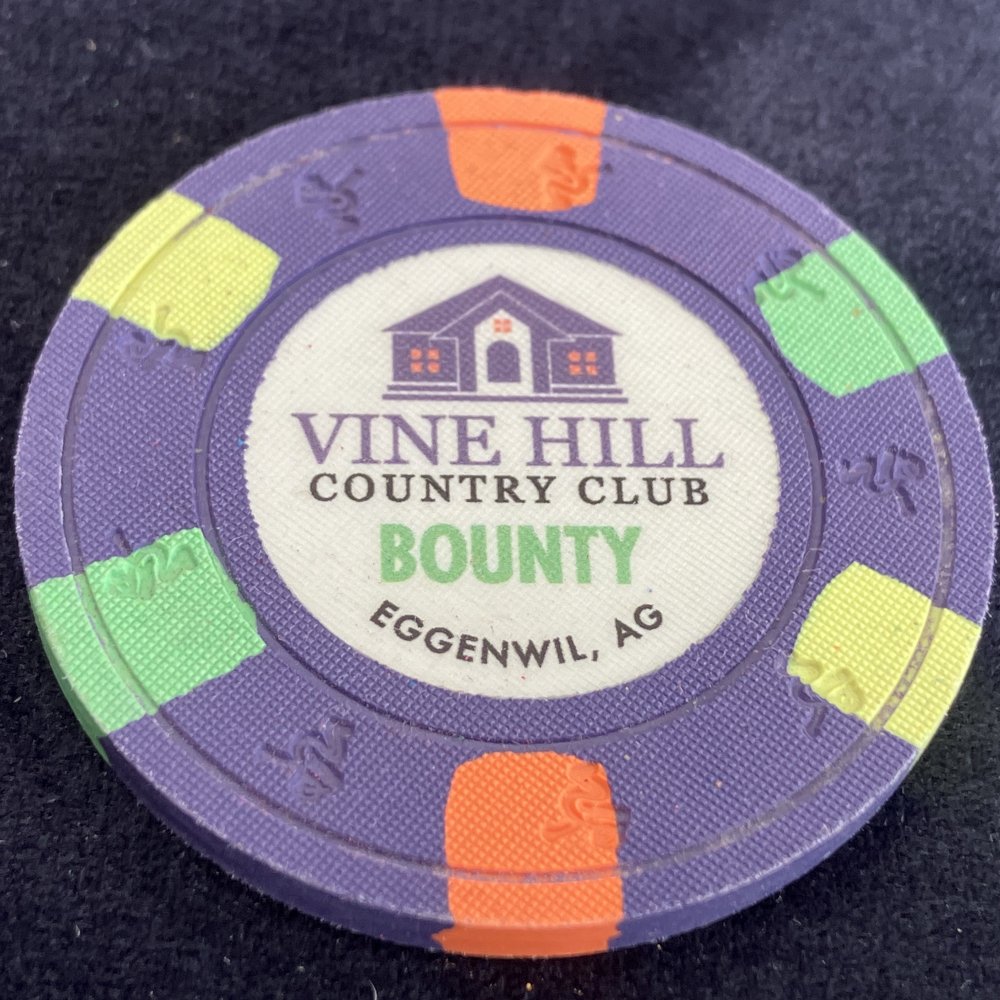 VINE HILL
COUNTRY CLUB
BOUNTY
EGGENWIL, AG